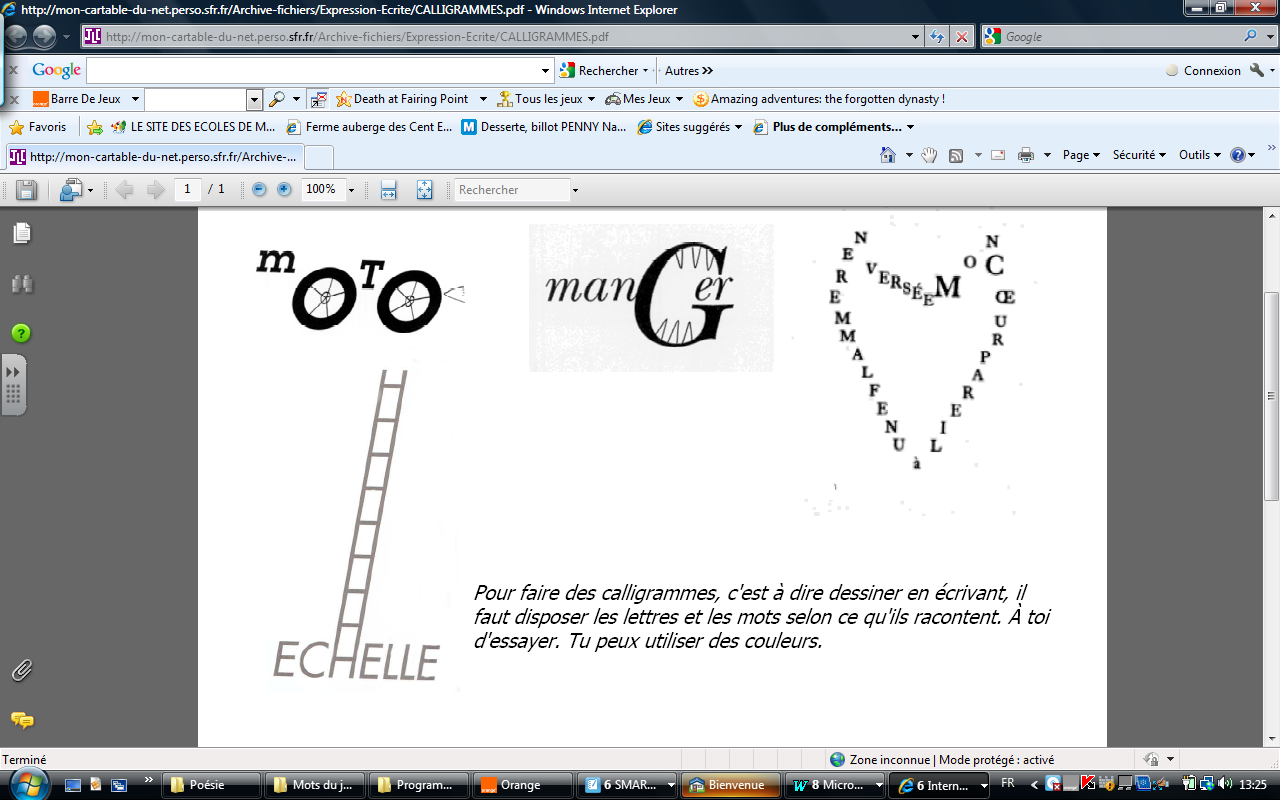 http://mon-cartable-du-net.perso.sfr.fr/Archive-fichiers/Expression-Ecrite/CALLIGRAMMES.pdf - Windows Internet Explorer
http://mon-cartable-du-net.perso.sfr.fr/Archive-fichiers/Expression-Ecrite/CALLIGRAMMES.pdf
Google
Google
Rechercher
Autres »
Connexion
orange
Barre De Jeux
Death at Fairing Point
Tous les jeux
Mes Jeux
Amazing adventures: the forgotten dynasty !
Favoris
LE SITE DES ECOLES DE M...
Ferme auberge des Cent E...
Desserte, billot PENNY Na...
Sites suggérés
Plus de compléments...
http://mon-cartable-du-net.perso.sfr.fr/Archive-...
Page
Sécurité
Outils
1 / 1
100%
Rechercher
mOTO
manGer
MON CŒUR PAREIL à UNE FLAMME RENVERSÉE
ECHELLE
Pour faire des calligrammes, c'est à dire dessiner en écrivant, il
faut disposer les lettres et les mots selon ce qu'ils racontent. À toi
d'essayer. Tu peux utiliser des couleurs.
Terminé
Zone inconnue | Mode protégé : activé
Poésie
Mots du j...
Program...
Orange
6 SMAR...
Bienvenue
8 Micro...
6 Intern...
FR
13:25